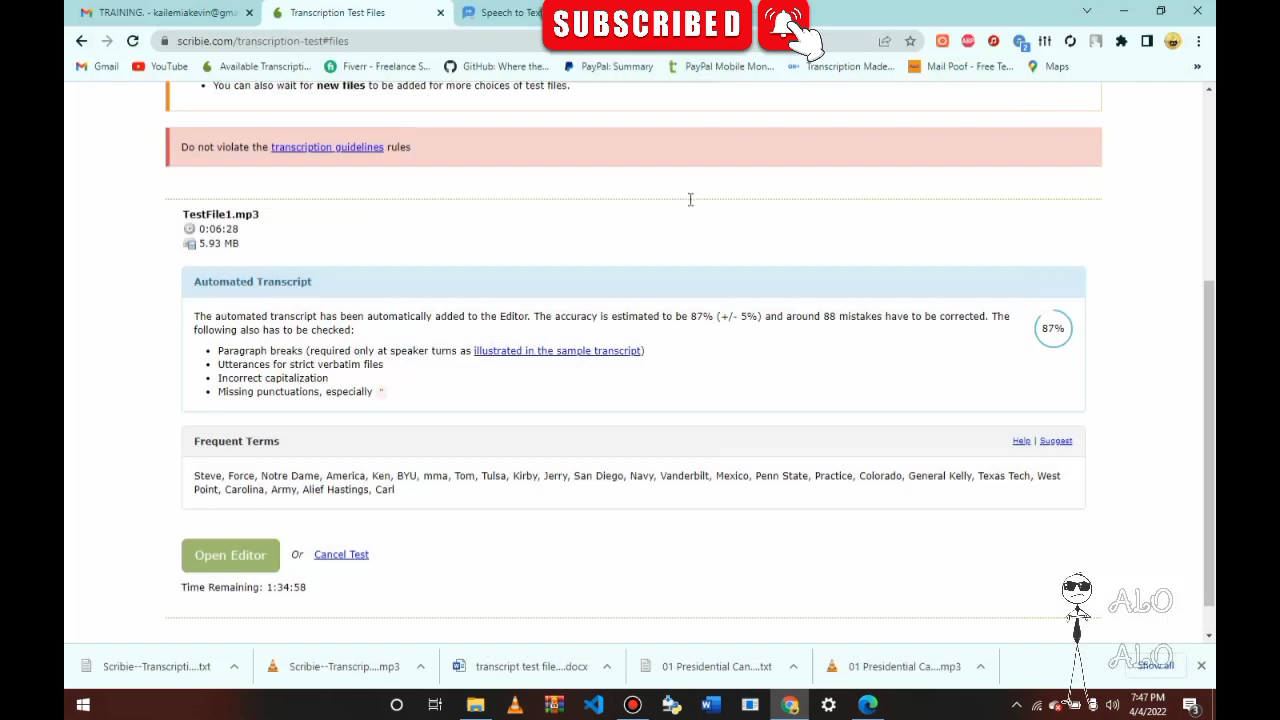 TRAINING. - kailemiakevin@gm
Transcription Test Files
Speech to Tex
SUBSCRIBED
scribie.com/transcription-test#files
Gmail
YouTube
Available Transcripti...
Fiverr - Freelance S...
GitHub: Where the...
PayPal: Summary
PayPal Mobile Mon...
Transcription Made...
Mail Poof - Free Te...
Maps
»
You can also wait for new files to be added for more choices of test files.
Do not violate the transcription guidelines rules
TestFile1.mp3
0:06:28
5.93 MB
Automated Transcript
The automated transcript has been automatically added to the Editor. The accuracy is estimated to be 87% (+/- 5%) and around 88 mistakes have to be corrected. The
following also has to be checked:
87%
Paragraph breaks (required only at speaker turns as illustrated in the sample transcript)
Utterances for strict verbatim files
Incorrect capitalization
Missing punctuations, especially "
Frequent Terms
Help | Suggest
Steve, Force, Notre Dame, America, Ken, BYU, mma, Tom, Tulsa, Kirby, Jerry, San Diego, Navy, Vanderbilt, Mexico, Penn State, Practice, Colorado, General Kelly, Texas Tech, West
Point, Carolina, Army, Alief Hastings, Carl
Open Editor Or Cancel Test
Time Remaining: 1:34:58
ALO
ALO
Scribie--Transcripti....txt
Scribie--Transcrip....mp3
transcript test file....docx
01 Presidential Can....txt
01 Presidential Ca....mp3
Show all
7:47 PM
4/4/2022
3